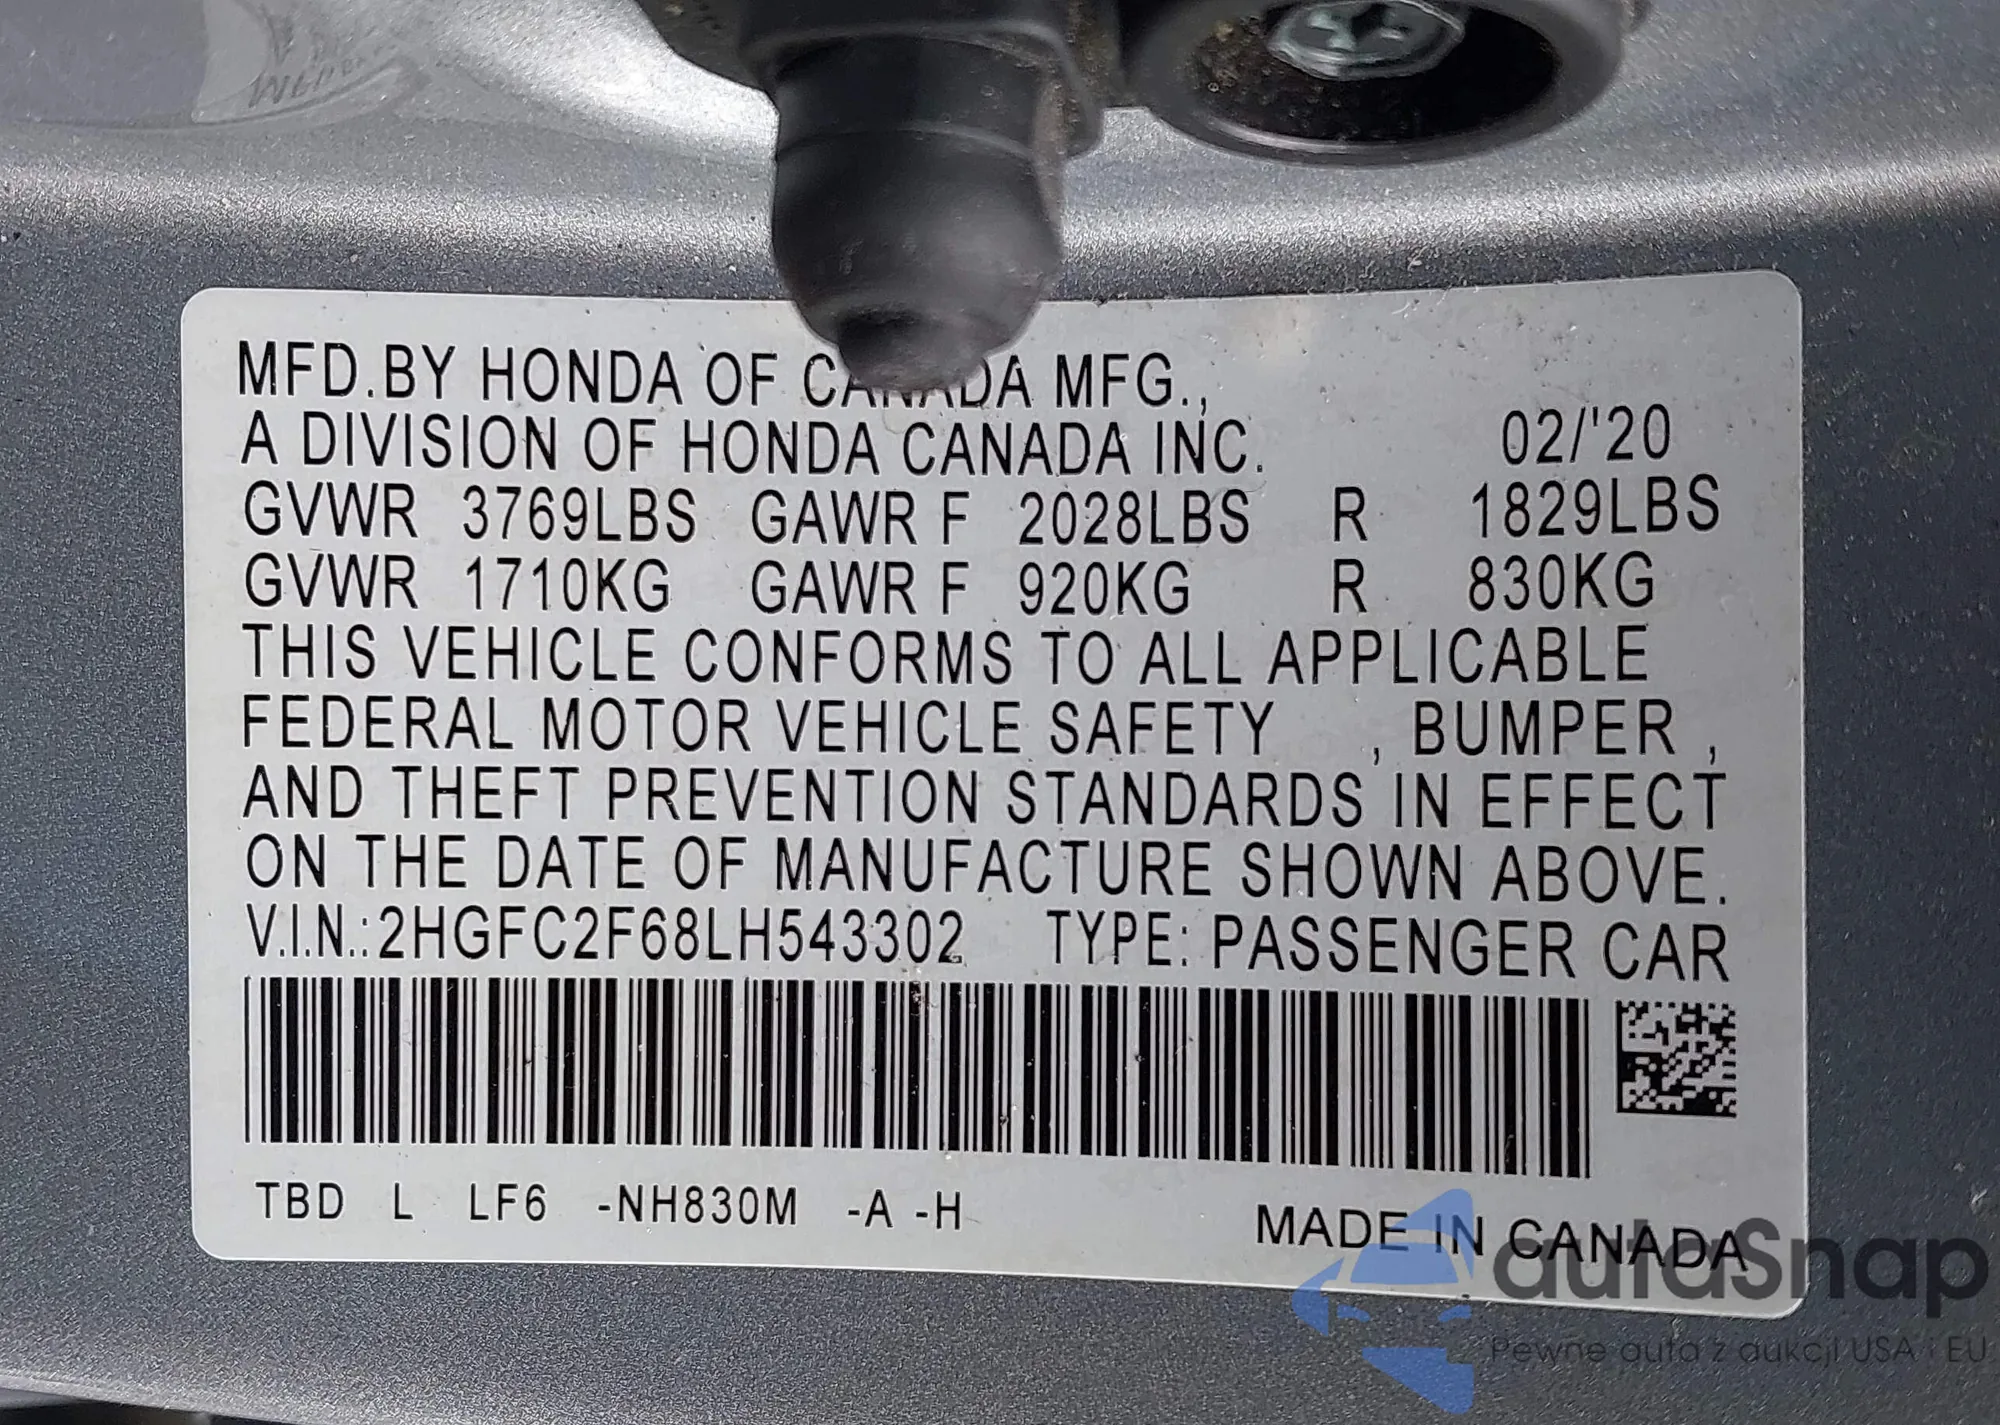 MFD.BY HONDA OF CANADA MFG.,
A DIVISION OF HONDA CANADA INC. 02/'20
GVWR 3769LBS GAWR F 2028LBS R 1829LBS
GVWR 1710KG GAWR F 920KG R 830KG
THIS VEHICLE CONFORMS TO ALL APPLICABLE
FEDERAL MOTOR VEHICLE SAFETY , BUMPER ,
AND THEFT PREVENTION STANDARDS IN EFFECT
ON THE DATE OF MANUFACTURE SHOWN ABOVE.
V.I.N.:2HGFC2F68LH543302 TYPE: PASSENGER CAR
TBD L LF6 -NH830M -A -H
MADE IN CANADA
autaSnap
Pewne auta z aukcji USA i EU